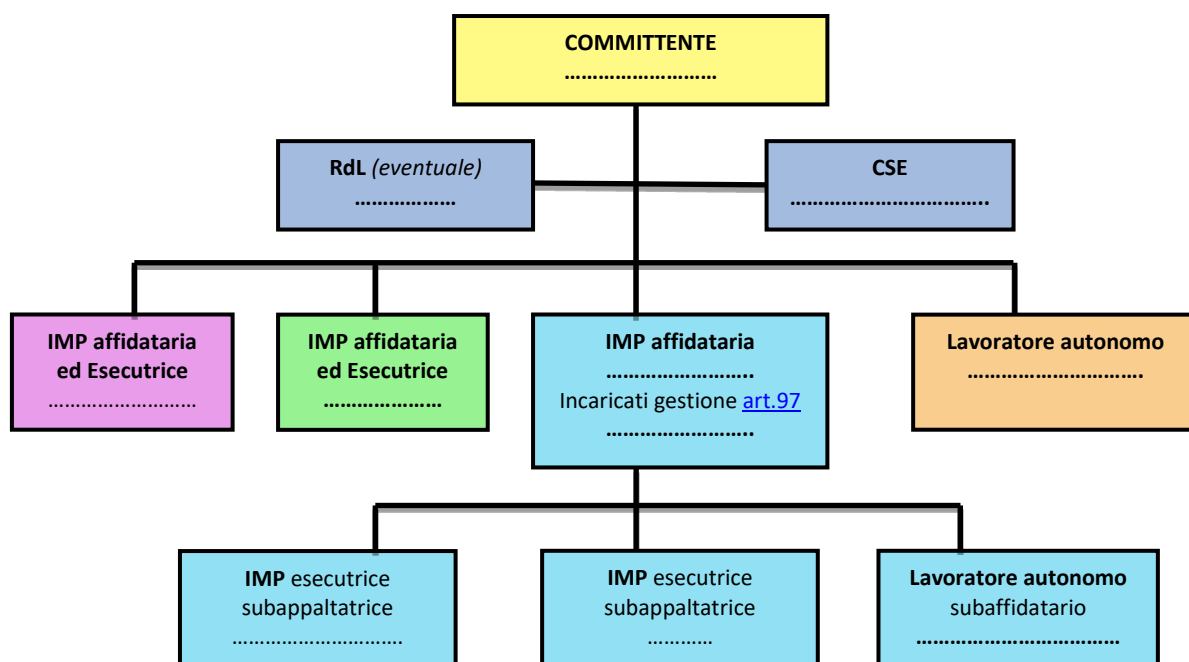 COMMITTENTE
………………………
RdL (eventuale)
………………
CSE
……………………………..
IMP affidataria
ed Esecutrice
………………………
IMP affidataria
ed Esecutrice
…………………
IMP affidataria
……………………..
Incaricati gestione art.97
……………………..
Lavoratore autonomo
……………………….
IMP esecutrice
subappaltatrice
………………………….
IMP esecutrice
subappaltatrice
…………
Lavoratore autonomo
subaffidatario
………………………………